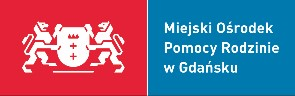 Miejski Ośrodek
Pomocy Rodzinie
w Gdańsku